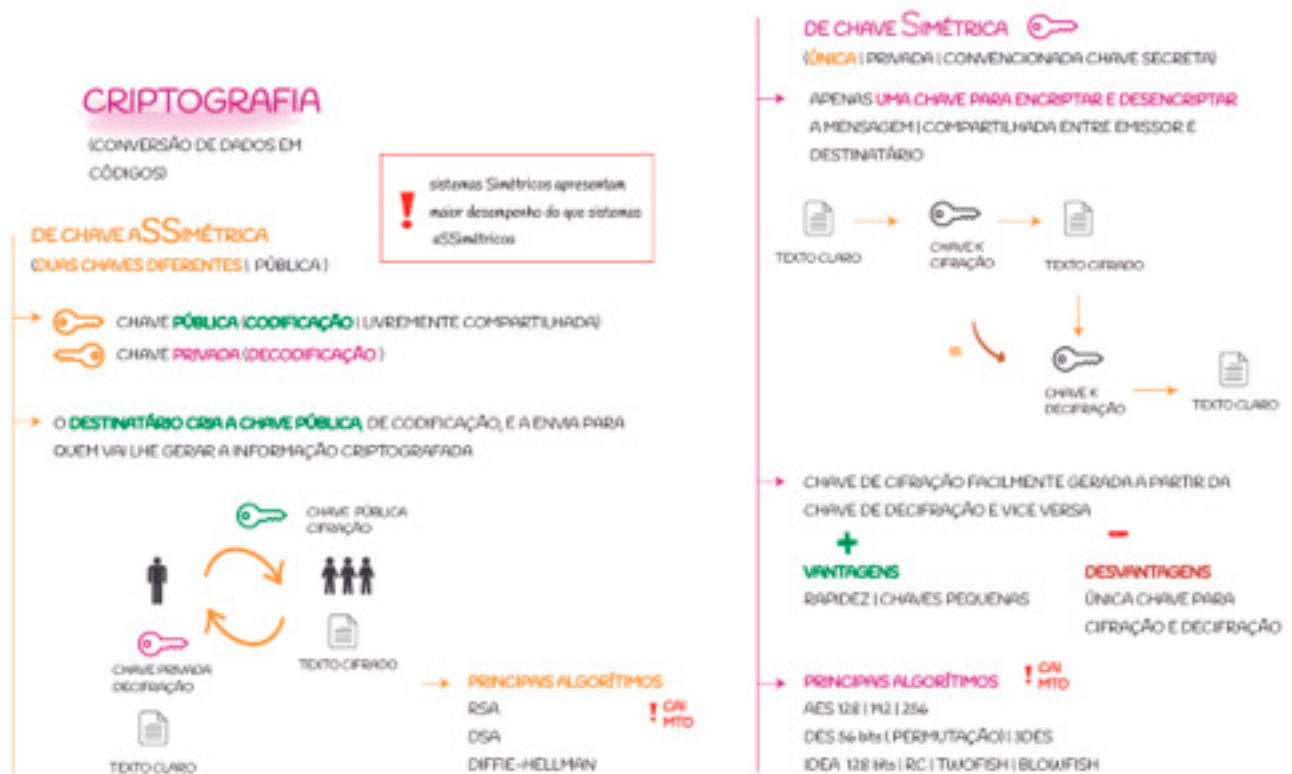 CRIPTOGRAFIA
(CONVERSÃO DE DADOS EM
CÓDIGOS)
! sistemas Simétricos apresentam
maior desempenho do que sistemas
aSSimétricos
DE CHAVE ASSIMÉTRICA
(DUAS CHAVES DIFERENTES | PÚBLICA)
CHAVE PÚBLICA (CODIFICAÇÃO | LIVREMENTE COMPARTILHADA)
CHAVE PRIVADA (DECODIFICAÇÃO)
O DESTINATÁRIO CRIA A CHAVE PÚBLICA, DE CODIFICAÇÃO, E A ENVIA PARA
QUEM VAI LHE GERAR A INFORMAÇÃO CRIPTOGRAFADA
CHAVE PÚBLICA
CIFRAÇÃO
CHAVE PRIVADA
DECIFRAÇÃO
TEXTO CIFRADO
TEXTO CLARO
PRINCIPAIS ALGORÍTIMOS
! CAI
MTO
RSA
DSA
DIFFIE-HELLMAN
DE CHAVE SIMÉTRICA
(ÚNICA | PRIVADA | CONVENCIONADA CHAVE SECRETA)
APENAS UMA CHAVE PARA ENCRIPTAR E DESENCRIPTAR
A MENSAGEM | COMPARTILHADA ENTRE EMISSOR E
DESTINATÁRIO
TEXTO CLARO
CHAVE K
CIFRAÇÃO
TEXTO CIFRADO
CHAVE K
DECIFRAÇÃO
TEXTO CLARO
CHAVE DE CIFRAÇÃO FACILMENTE GERADA A PARTIR DA
CHAVE DE DECIFRAÇÃO E VICE VERSA
+
VANTAGENS
RAPIDEZ | CHAVES PEQUENAS
-
DESVANTAGENS
ÚNICA CHAVE PARA
CIFRAÇÃO E DECIFRAÇÃO
PRINCIPAIS ALGORÍTIMOS
! CAI
MTO
AES 128 | 192 | 256
DES 56 bits (PERMUTAÇÃO) | 3DES
IDEA 128 bits | RC | TWOFISH | BLOWFISH